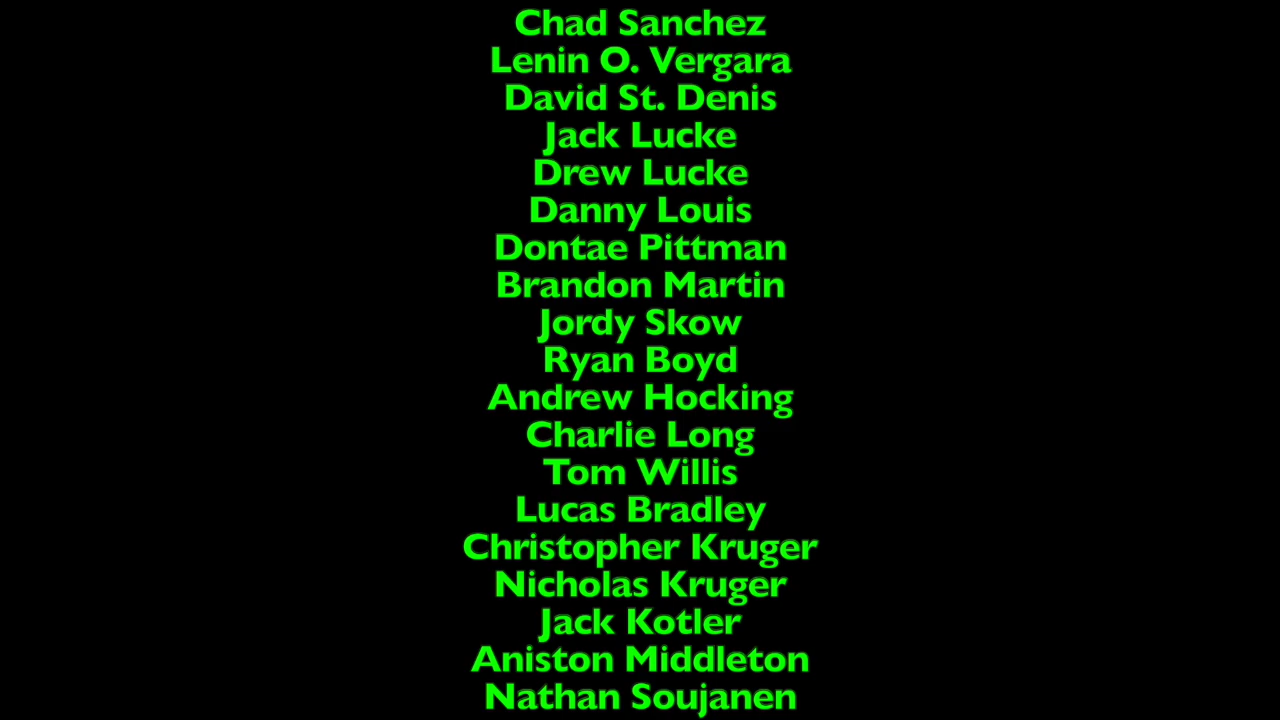 Chad Sanchez
Lenin O. Vergara
David St. Denis
Jack Lucke
Drew Lucke
Danny Louis
Dontae Pittman
Brandon Martin
Jordy Skow
Ryan Boyd
Andrew Hocking
Charlie Long
Tom Willis
Lucas Bradley
Christopher Kruger
Nicholas Kruger
Jack Kotler
Aniston Middleton
Nathan Soujanen